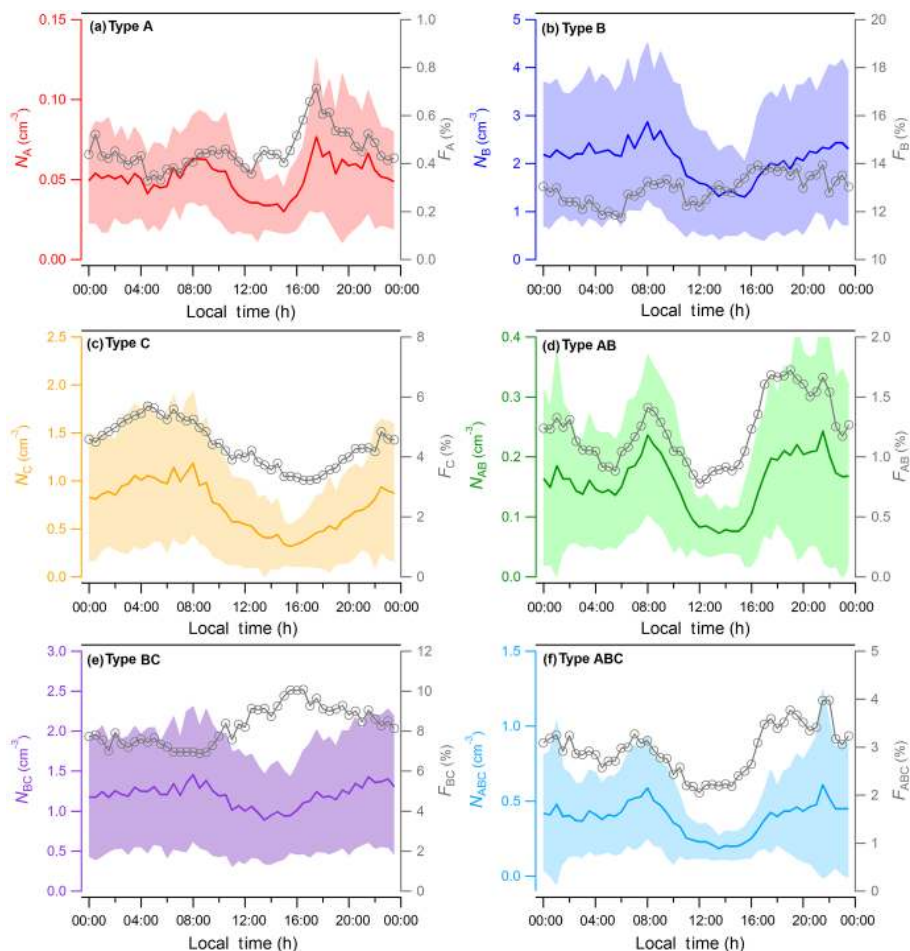 (a) Type A
N_A (cm⁻³)
0.15
0.10
0.05
0.00
F_A (%)
1.0
0.8
0.6
0.4
0.2
0.0
00:00 04:00 08:00 12:00 16:00 20:00 00:00
Local time (h)
(b) Type B
N_B (cm⁻³)
5
4
3
2
1
0
F_B (%)
20
18
16
14
12
10
00:00 04:00 08:00 12:00 16:00 20:00 00:00
Local time (h)
(c) Type C
N_C (cm⁻³)
2.5
2.0
1.5
1.0
0.5
0.0
F_C (%)
8
6
4
2
0
00:00 04:00 08:00 12:00 16:00 20:00 00:00
Local time (h)
(d) Type AB
N_AB (cm⁻³)
0.4
0.3
0.2
0.1
0.0
F_AB (%)
2.0
1.5
1.0
0.5
0.0
00:00 04:00 08:00 12:00 16:00 20:00 00:00
Local time (h)
(e) Type BC
N_BC (cm⁻³)
3.0
2.5
2.0
1.5
1.0
0.5
0.0
F_BC (%)
12
10
8
6
4
2
0
00:00 04:00 08:00 12:00 16:00 20:00 00:00
Local time (h)
(f) Type ABC
N_ABC (cm⁻³)
1.5
1.0
0.5
0.0
F_ABC (%)
5
4
3
2
1
0
00:00 04:00 08:00 12:00 16:00 20:00 00:00
Local time (h)